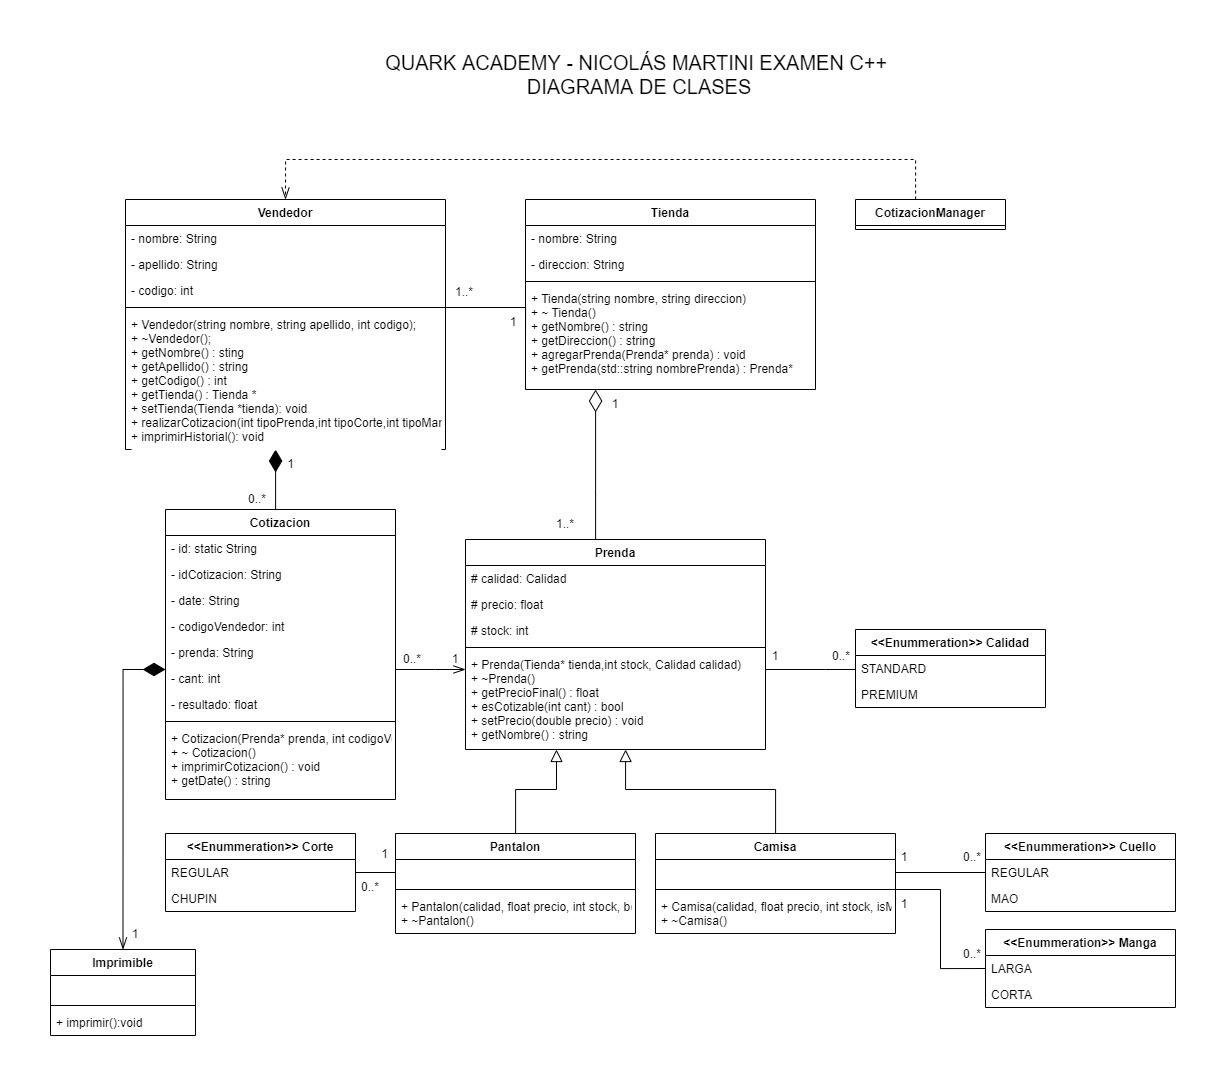 QUARK ACADEMY - NICOLÁS MARTINI EXAMEN C++
DIAGRAMA DE CLASES
Vendedor
- nombre: String
- apellido: String
- codigo: int
+ Vendedor(string nombre, string apellido, int codigo);
+ ~Vendedor();
+ getNombre() : sting
+ getApellido() : string
+ getCodigo() : int
+ getTienda() : Tienda *
+ setTienda(Tienda *tienda): void
+ realizarCotizacion(int tipoPrenda,int tipoCorte,int tipoMar
+ imprimirHistorial(): void
1..*
1
Tienda
- nombre: String
- direccion: String
+ Tienda(string nombre, string direccion)
+ ~ Tienda()
+ getNombre() : string
+ getDireccion() : string
+ agregarPrenda(Prenda* prenda) : void
+ getPrenda(std::string nombrePrenda) : Prenda*
CotizacionManager
1
0..*
1
1..*
Cotizacion
- id: static String
- idCotizacion: String
- date: String
- codigoVendedor: int
- prenda: String
- cant: int
- resultado: float
+ Cotizacion(Prenda* prenda, int codigoV
+ ~ Cotizacion()
+ imprimirCotizacion() : void
+ getDate() : string
0..*
1
Prenda
# calidad: Calidad
# precio: float
# stock: int
+ Prenda(Tienda* tienda,int stock, Calidad calidad)
+ ~Prenda()
+ getPrecioFinal() : float
+ esCotizable(int cant) : bool
+ setPrecio(double precio) : void
+ getNombre() : string
1
0..*
<<Enummeration>> Calidad
STANDARD
PREMIUM
<<Enummeration>> Corte
REGULAR
CHUPIN
1
0..*
Pantalon
+ Pantalon(calidad, float precio, int stock, b
+ ~Pantalon()
Camisa
+ Camisa(calidad, float precio, int stock, isM
+ ~Camisa()
1
0..*
1
0..*
<<Enummeration>> Cuello
REGULAR
MAO
<<Enummeration>> Manga
LARGA
CORTA
1
Imprimible
+ imprimir():void